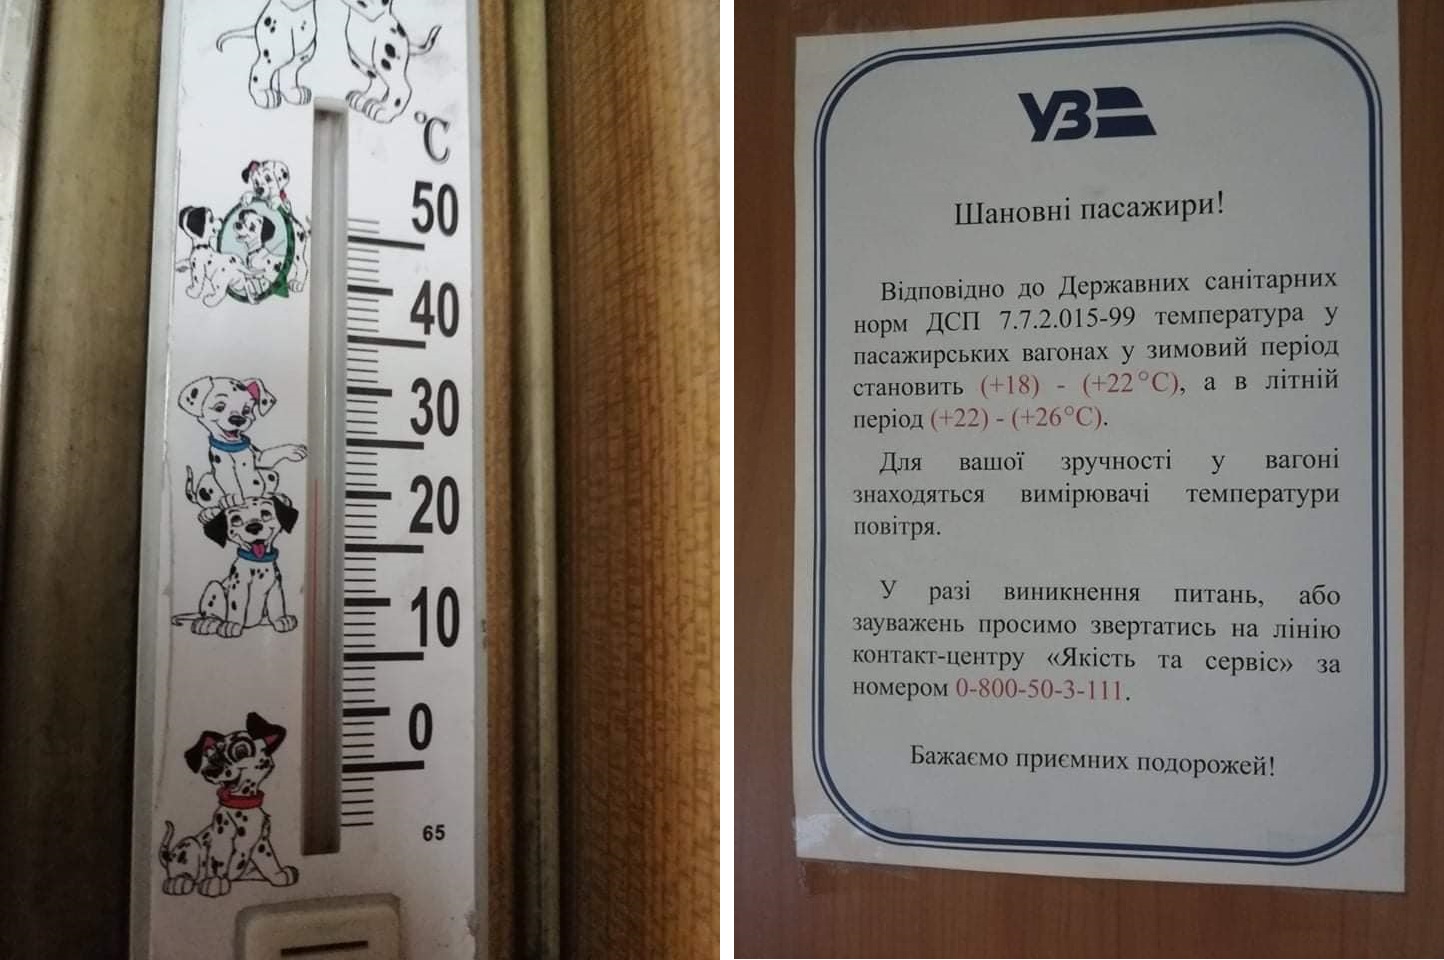 °C
50
40
30
20
10
0
65
УЗ
Шановні пасажири!
Відповідно до Державних санітарних
норм ДСП 7.7.2.015-99 температура у
пасажирських вагонах у зимовий період
становить (+18) - (+22°C), а в літній
період (+22) - (+26°C).
Для вашої зручності у вагоні
знаходяться вимірювачі температури
повітря.
У разі виникнення питань, або
зауважень просимо звертатись на лінію
контакт-центру «Якість та сервіс» за
номером 0-800-50-3-111.
Бажаємо приємних подорожей!